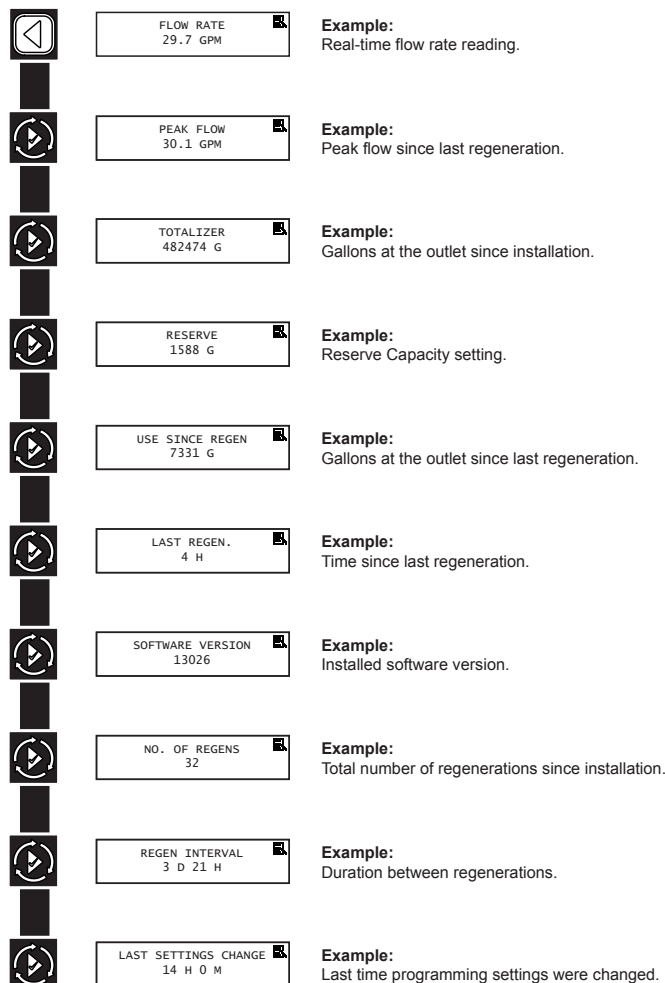 FLOW RATE
29.7 GPM
Example:
Real-time flow rate reading.
PEAK FLOW
30.1 GPM
Example:
Peak flow since last regeneration.
TOTALIZER
482474 G
Example:
Gallons at the outlet since installation.
RESERVE
1588 G
Example:
Reserve Capacity setting.
USE SINCE REGEN
7331 G
Example:
Gallons at the outlet since last regeneration.
LAST REGEN.
4 H
Example:
Time since last regeneration.
SOFTWARE VERSION
13026
Example:
Installed software version.
NO. OF REGENS
32
Example:
Total number of regenerations since installation.
REGEN INTERVAL
3 D 21 H
Example:
Duration between regenerations.
LAST SETTINGS CHANGE
14 H 0 M
Example:
Last time programming settings were changed.